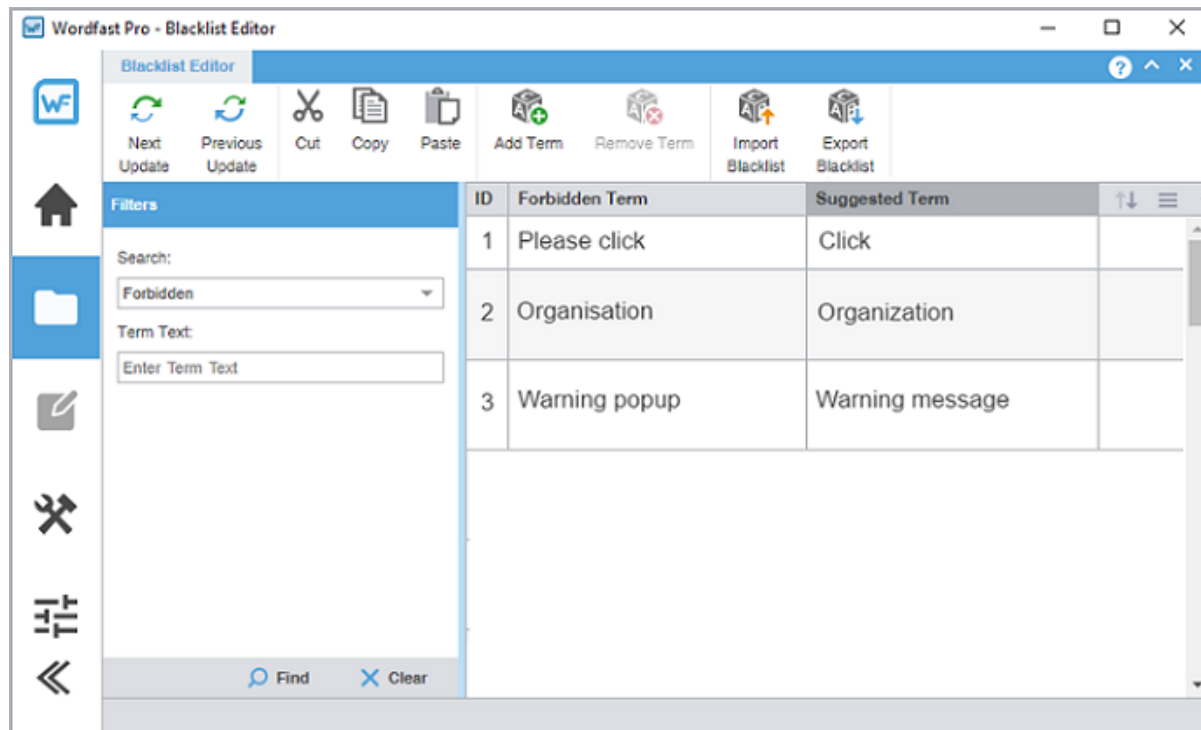 Wordfast Pro - Blacklist Editor
Blacklist Editor
WF
Next Update
Previous Update
Cut
Copy
Paste
Add Term
Remove Term
Import Blacklist
Export Blacklist
Filters
Search:
Forbidden
Term Text:
Enter Term Text
Find
Clear
ID Forbidden Term Suggested Term
1 Please click Click
2 Organisation Organization
3 Warning popup Warning message